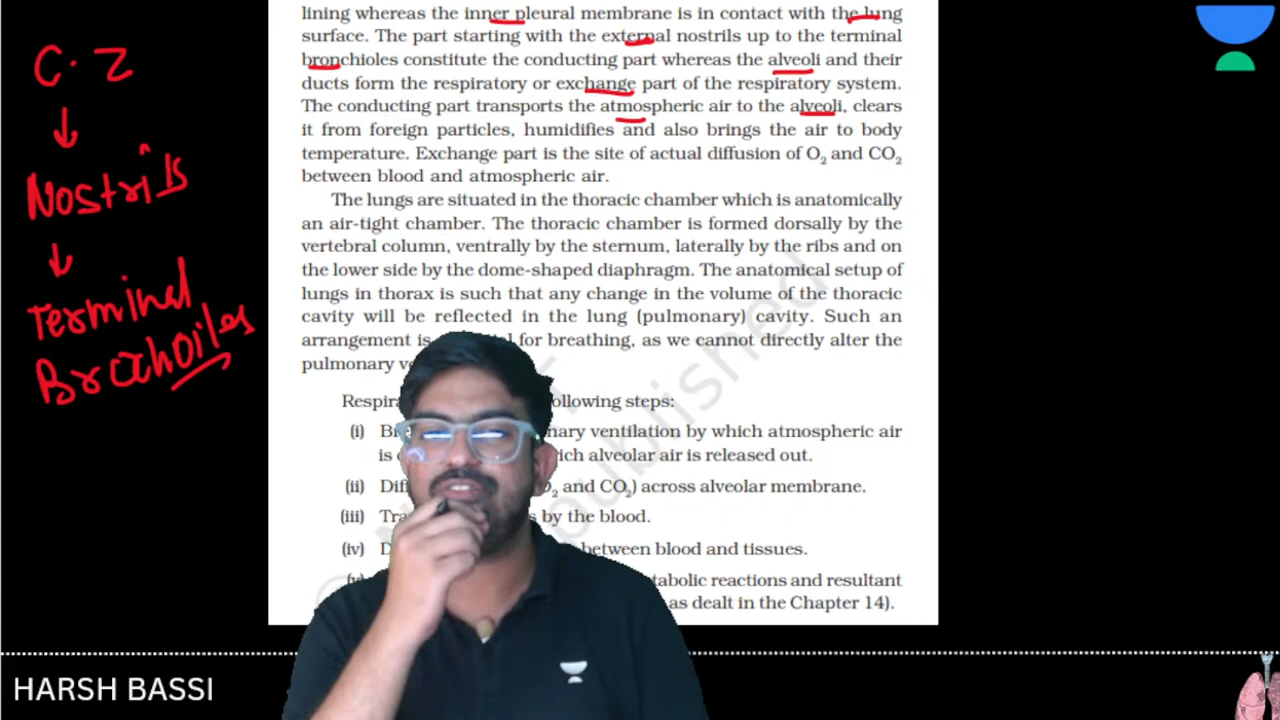 C.Z
↓
Nostrils
↓
Terminal
Brochoiles
lining whereas the inner pleural membrane is in contact with the lung
surface. The part starting with the external nostrils up to the terminal
bronchioles constitute the conducting part whereas the alveoli and their
ducts form the respiratory or exchange part of the respiratory system.
The conducting part transports the atmospheric air to the alveoli, clears
it from foreign particles, humidifies and also brings the air to body
temperature. Exchange part is the site of actual diffusion of O₂ and CO₂
between blood and atmospheric air.
The lungs are situated in the thoracic chamber which is anatomically
an air-tight chamber. The thoracic chamber is formed dorsally by the
vertebral column, ventrally by the sternum, laterally by the ribs and on
the lower side by the dome-shaped diaphragm. The anatomical setup of
lungs in thorax is such that any change in the volume of the thoracic
cavity will be reflected in the lung (pulmonary) cavity. Such an
arrangement is for breathing, as we cannot directly alter the
pulmonary
following steps:
(i) ventilation by which atmospheric air
is alveolar air is released out.
(ii) and CO₂) across alveolar membrane.
(iii) by the blood.
(iv) between blood and tissues.
(v) reactions and resultant
as dealt in the Chapter 14).
published
HARSH BASSI